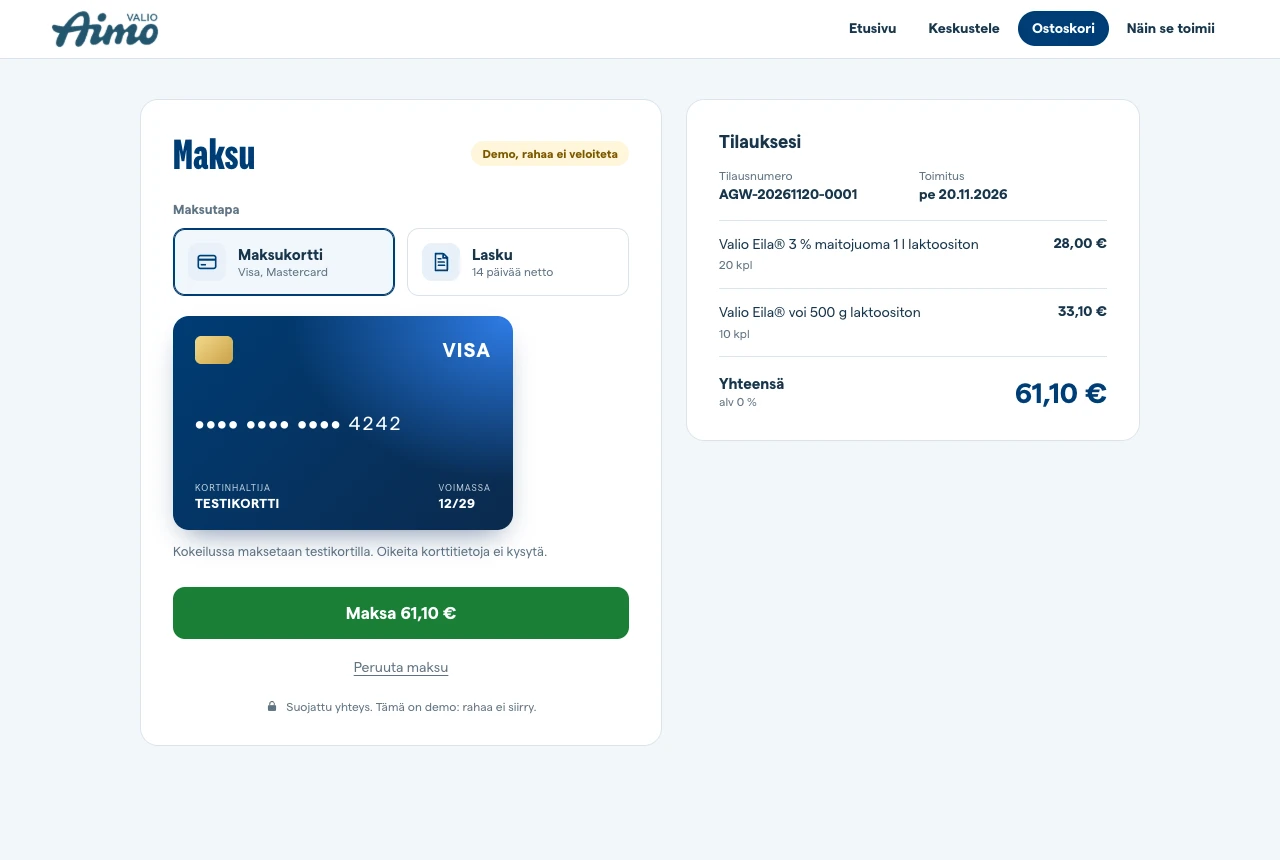 VALIO
Aimo
Etusivu
Keskustele
Ostoskori
Näin se toimii
Maksu
Demo, rahaa ei veloiteta
Maksutapa
Maksukortti
Visa, Mastercard
Lasku
14 päivää netto
VISA
•••• •••• •••• 4242
KORTINHALTIJA
TESTIKORTTI
VOIMASSA
12/29
Kokeilussa maksetaan testikortilla. Oikeita korttitietoja ei kysytä.
Maksa 61,10 €
Peruuta maksu
Suojattu yhteys. Tämä on demo: rahaa ei siirry.
Tilauksesi
Tilausnumero
AGW-20261120-0001
Toimitus
pe 20.11.2026
Valio Eila® 3 % maitojuoma 1 l laktoositon
28,00 €
20 kpl
Valio Eila® voi 500 g laktoositon
33,10 €
10 kpl
Yhteensä
alv 0 %
61,10 €